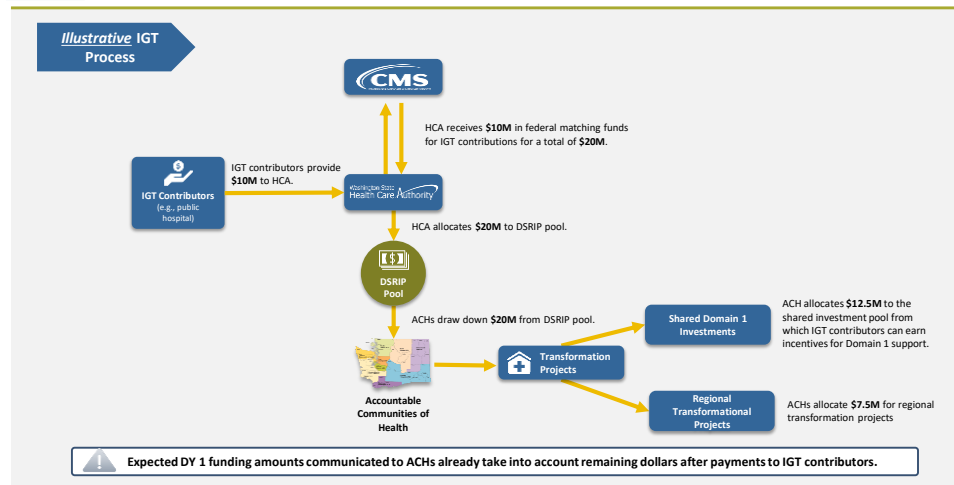 Illustrative IGT
Process
CMS
HCA receives $10M in federal matching funds
for IGT contributions for a total of $20M.
IGT contributors provide
$10M to HCA.
IGT Contributors
(e.g., public
hospital)
Washington State
Health Care Authority
HCA allocates $20M to DSRIP pool.
DSRIP
Pool
ACHs draw down $20M from DSRIP pool.
Accountable
Communities of
Health
Transformation
Projects
Shared Domain 1
Investments
ACH allocates $12.5M to the
shared investment pool from
which IGT contributors can earn
incentives for Domain 1 support.
Regional
Transformational
Projects
ACHs allocate $7.5M for regional
transformation projects
Expected DY 1 funding amounts communicated to ACHs already take into account remaining dollars after payments to IGT contributors.